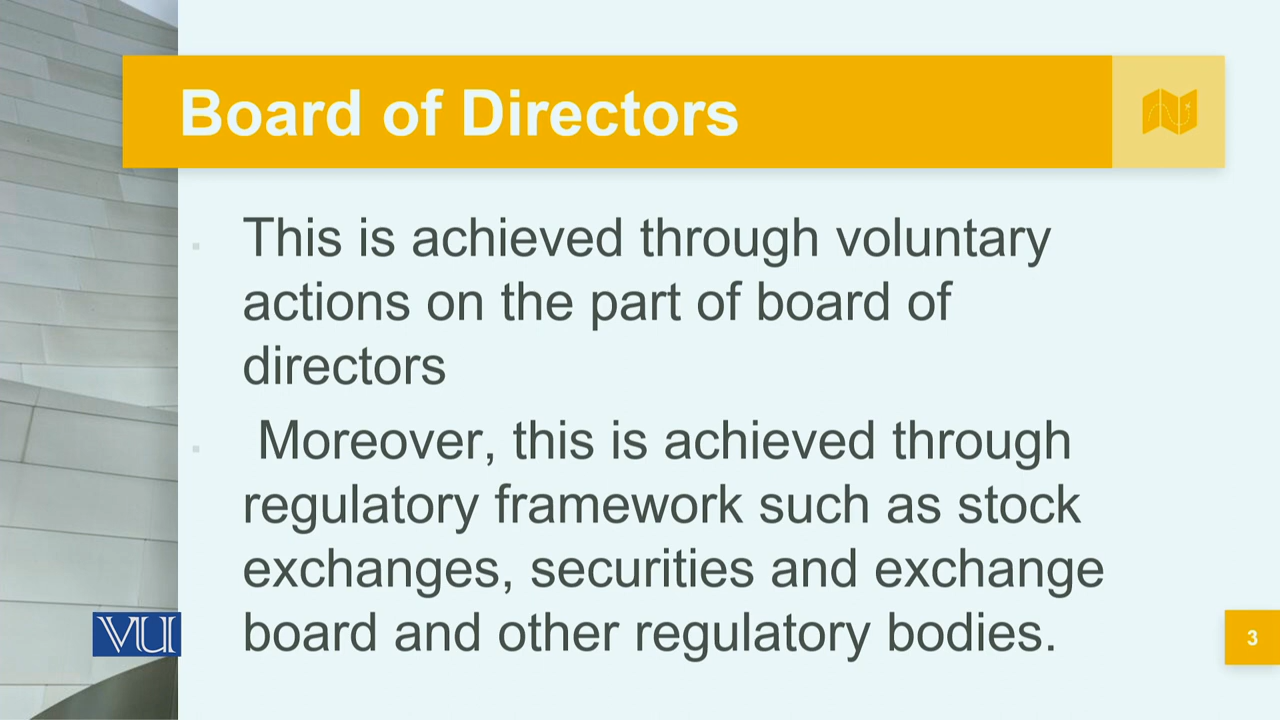 Board of Directors
This is achieved through voluntary
actions on the part of board of
directors
Moreover, this is achieved through
regulatory framework such as stock
exchanges, securities and exchange
board and other regulatory bodies.
VU
3